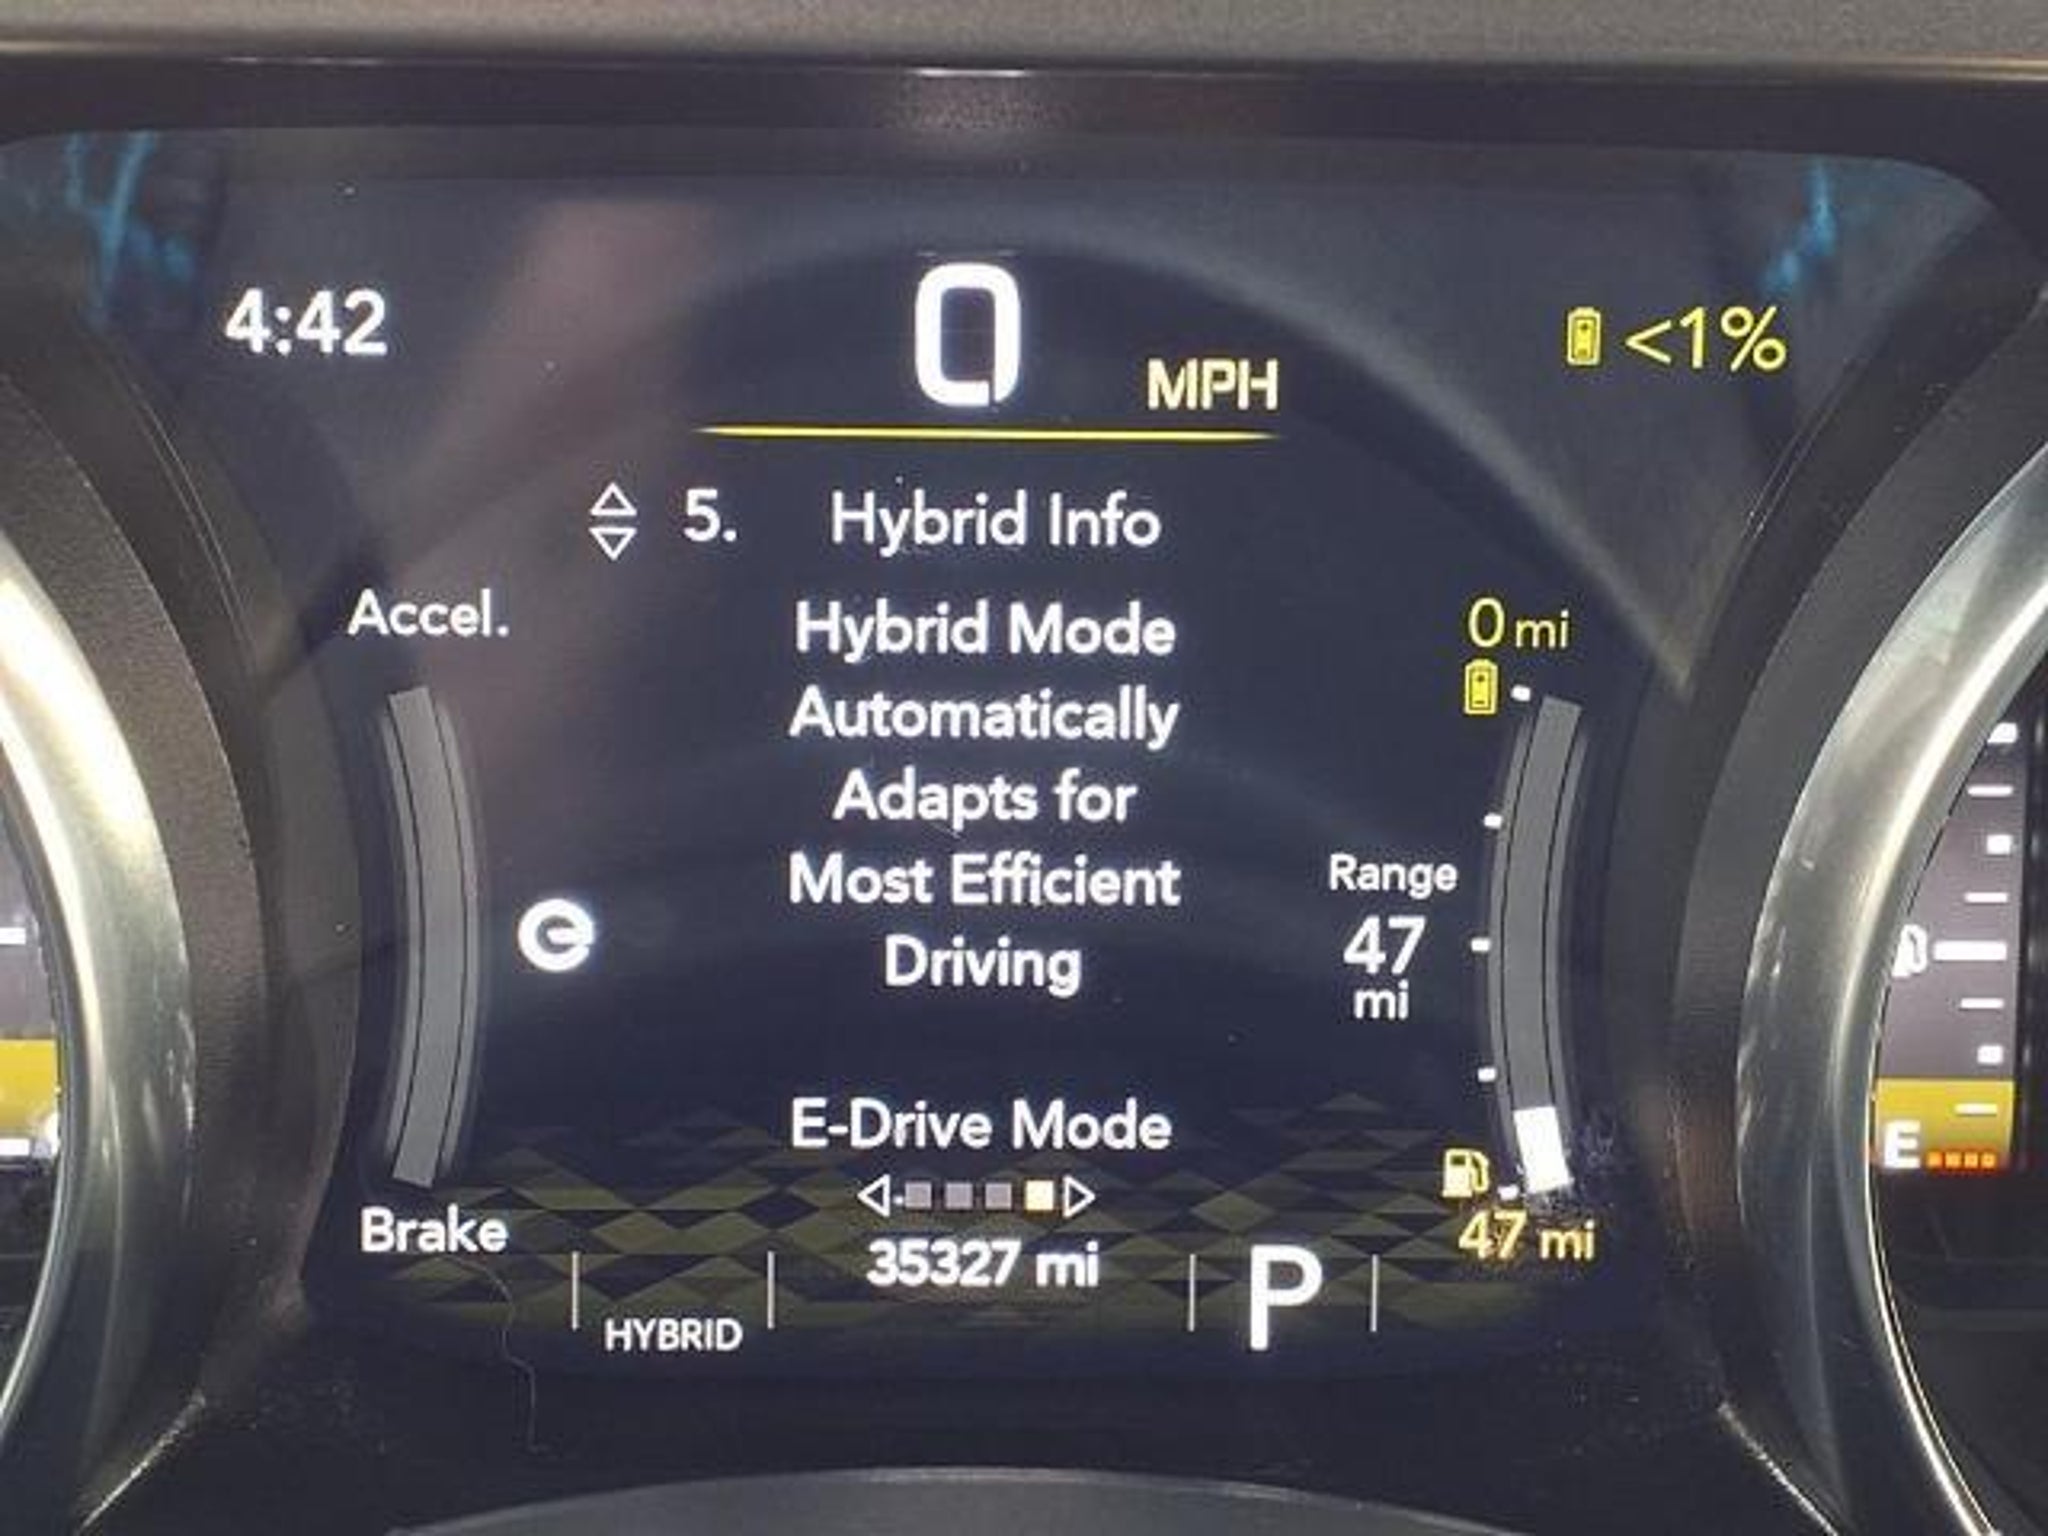 4:42
0 MPH
<1%
5. Hybrid Info
Accel.
Hybrid Mode
Automatically
Adapts for
Most Efficient
Driving
0 mi
Range
47
mi
E-Drive Mode
Brake
35327 mi
47 mi
HYBRID
P
E